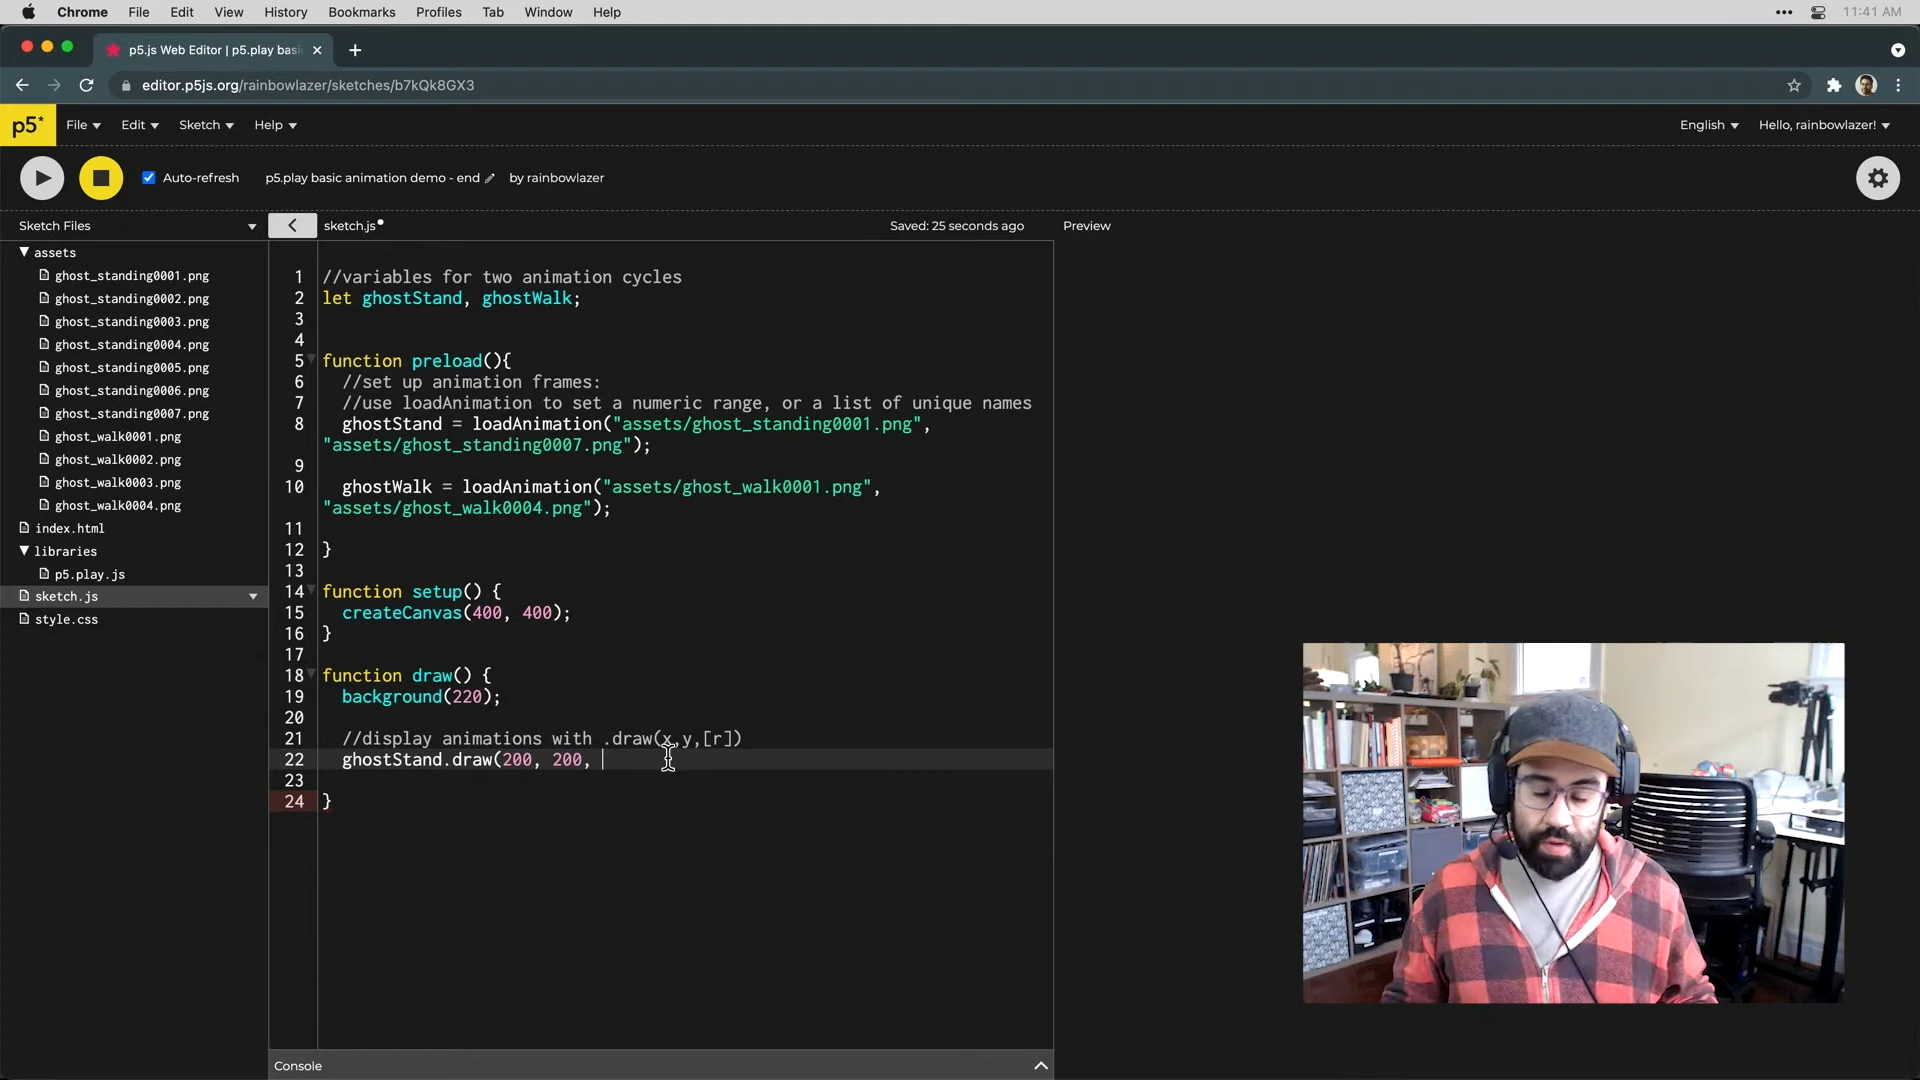 Chrome File Edit View History Bookmarks Profiles Tab Window Help 11:41 AM
p5.js Web Editor | p5.play basi
editor.p5js.org/rainbowlazer/sketches/b7kQk8GX3
p5* File Edit Sketch Help English Hello, rainbowlazer!
Auto-refresh p5.play basic animation demo - end by rainbowlazer
Sketch Files sketch.js Saved: 25 seconds ago Preview
assets
ghost_standing0001.png
ghost_standing0002.png
ghost_standing0003.png
ghost_standing0004.png
ghost_standing0005.png
ghost_standing0006.png
ghost_standing0007.png
ghost_walk0001.png
ghost_walk0002.png
ghost_walk0003.png
ghost_walk0004.png
index.html
libraries
p5.play.js
sketch.js
style.css
1 //variables for two animation cycles
2 let ghostStand, ghostWalk;
3
4
5 function preload(){
6 //set up animation frames:
7 //use loadAnimation to set a numeric range, or a list of unique names
8 ghostStand = loadAnimation("assets/ghost_standing0001.png",
"assets/ghost_standing0007.png");
9
10 ghostWalk = loadAnimation("assets/ghost_walk0001.png",
"assets/ghost_walk0004.png");
11
12 }
13
14 function setup() {
15 createCanvas(400, 400);
16 }
17
18 function draw() {
19 background(220);
20
21 //display animations with .draw(x,y,[r])
22 ghostStand.draw(200, 200,
23
24 }
Console